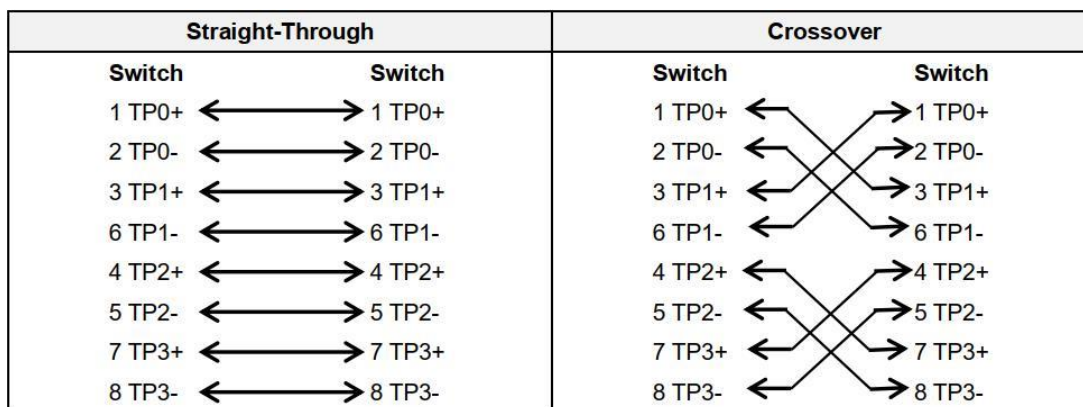 Straight-Through Crossover
Switch Switch Switch Switch
1 TP0+ 1 TP0+ 1 TP0+ 1 TP0+
2 TP0- 2 TP0- 2 TP0- 2 TP0-
3 TP1+ 3 TP1+ 3 TP1+ 3 TP1+
6 TP1- 6 TP1- 6 TP1- 6 TP1-
4 TP2+ 4 TP2+ 4 TP2+ 4 TP2+
5 TP2- 5 TP2- 5 TP2- 5 TP2-
7 TP3+ 7 TP3+ 7 TP3+ 7 TP3+
8 TP3- 8 TP3- 8 TP3- 8 TP3-